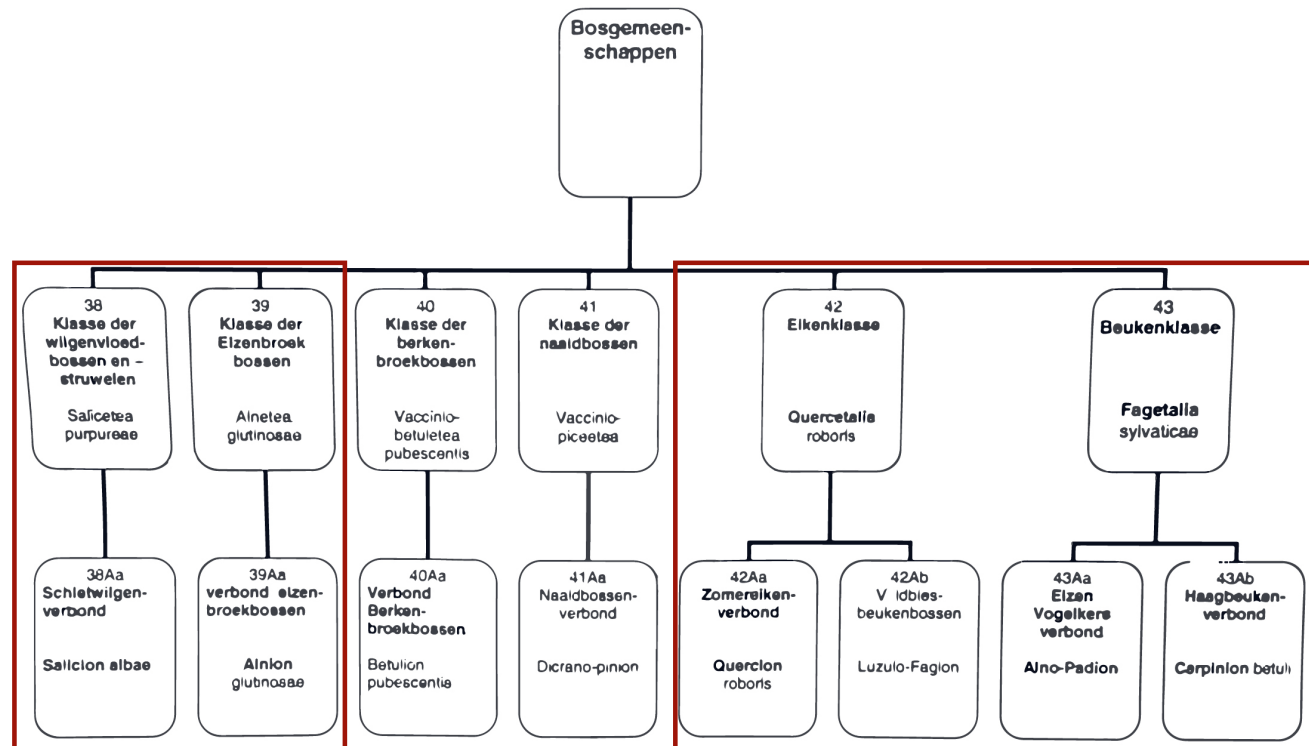 Bosgemeen-
schappen
38
Klasse der
wilgenvloed-
bossen en -
struwelen
Salicetea
purpureae
39
Klasse der
Elzenbroek
bossen
Alnetea
glutinosae
40
Klasse der
berken-
broekbossen
Vaccinio-
betuletea
pubescentis
41
Klasse der
naaldbossen
Vaccinio-
piceetea
42
Eikenklasse
Quercetalia
roboris
43
Beukenklasse
Fagetalia
sylvaticae
38Aa
Schietwilgen-
verbond
Salicion albae
39Aa
verbond elzen-
broekbossen
Alnion
glutinosae
40Aa
Verbond
Berken-
broekbossen
Betulion
pubescentis
41Aa
Naaldbossen-
verbond
Dicrano-pinion
42Aa
Zomereiken-
verbond
Quercion
roboris
42Ab
V ldbies-
beukenbossen
Luzulo-Fagion
43Aa
Elzen
Vogelkers
verbond
Alno-Padion
43Ab
Haagbeuken-
verbond
Carpinion betuli